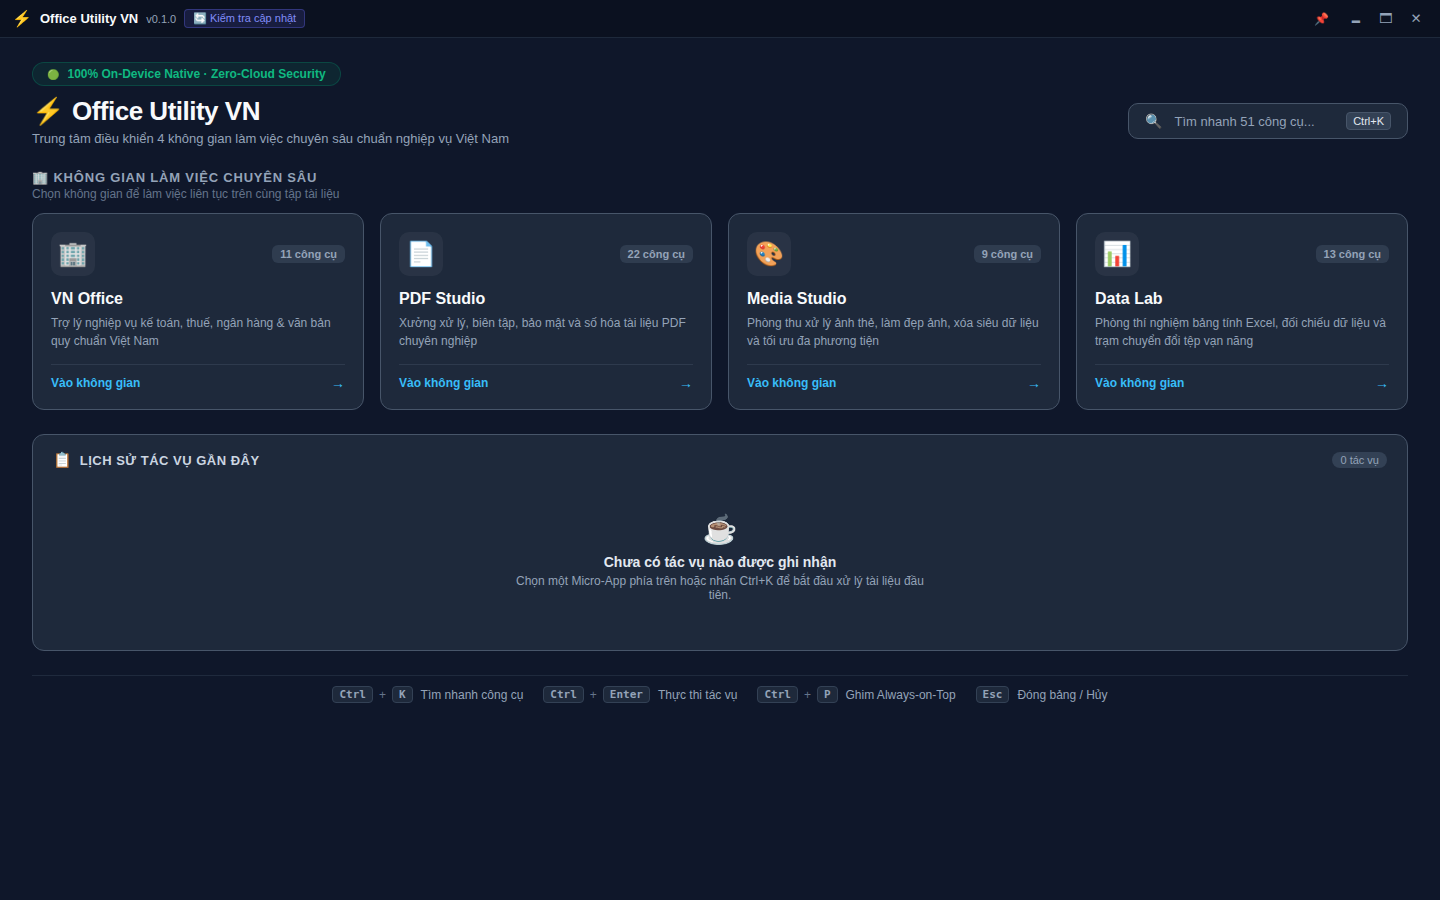 Office Utility VN v0.1.0 Kiểm tra cập nhật
100% On-Device Native · Zero-Cloud Security
Office Utility VN
Trung tâm điều khiển 4 không gian làm việc chuyên sâu chuẩn nghiệp vụ Việt Nam
Tìm nhanh 51 công cụ... Ctrl+K
KHÔNG GIAN LÀM VIỆC CHUYÊN SÂU
Chọn không gian để làm việc liên tục trên cùng tập tài liệu
11 công cụ
VN Office
Trợ lý nghiệp vụ kế toán, thuế, ngân hàng & văn bản
quy chuẩn Việt Nam
Vào không gian →
22 công cụ
PDF Studio
Xưởng xử lý, biên tập, bảo mật và số hóa tài liệu PDF
chuyên nghiệp
Vào không gian →
9 công cụ
Media Studio
Phòng thu xử lý ảnh thẻ, làm đẹp ảnh, xóa siêu dữ liệu
và tối ưu đa phương tiện
Vào không gian →
13 công cụ
Data Lab
Phòng thí nghiệm bảng tính Excel, đối chiếu dữ liệu và
trạm chuyển đổi tệp vạn năng
Vào không gian →
LỊCH SỬ TÁC VỤ GẦN ĐÂY
0 tác vụ
Chưa có tác vụ nào được ghi nhận
Chọn một Micro-App phía trên hoặc nhấn Ctrl+K để bắt đầu xử lý tài liệu đầu
tiên.
Ctrl + K Tìm nhanh công cụ Ctrl + Enter Thực thi tác vụ Ctrl + P Ghim Always-on-Top Esc Đóng bảng / Hủy